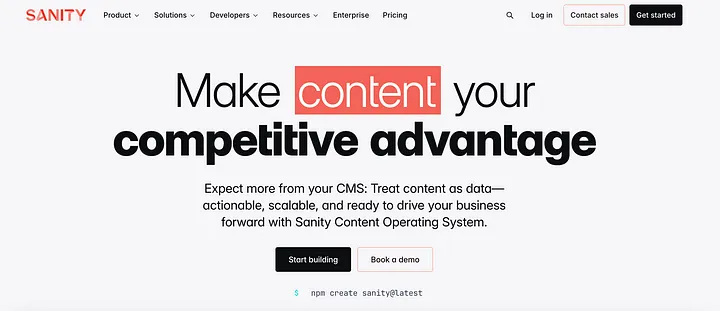 SANITY Product Solutions Developers Resources Enterprise Pricing Log in Contact sales Get started
Make content your
competitive advantage
Expect more from your CMS: Treat content as data—
actionable, scalable, and ready to drive your business
forward with Sanity Content Operating System.
Start building Book a demo
$ npm create sanity@latest